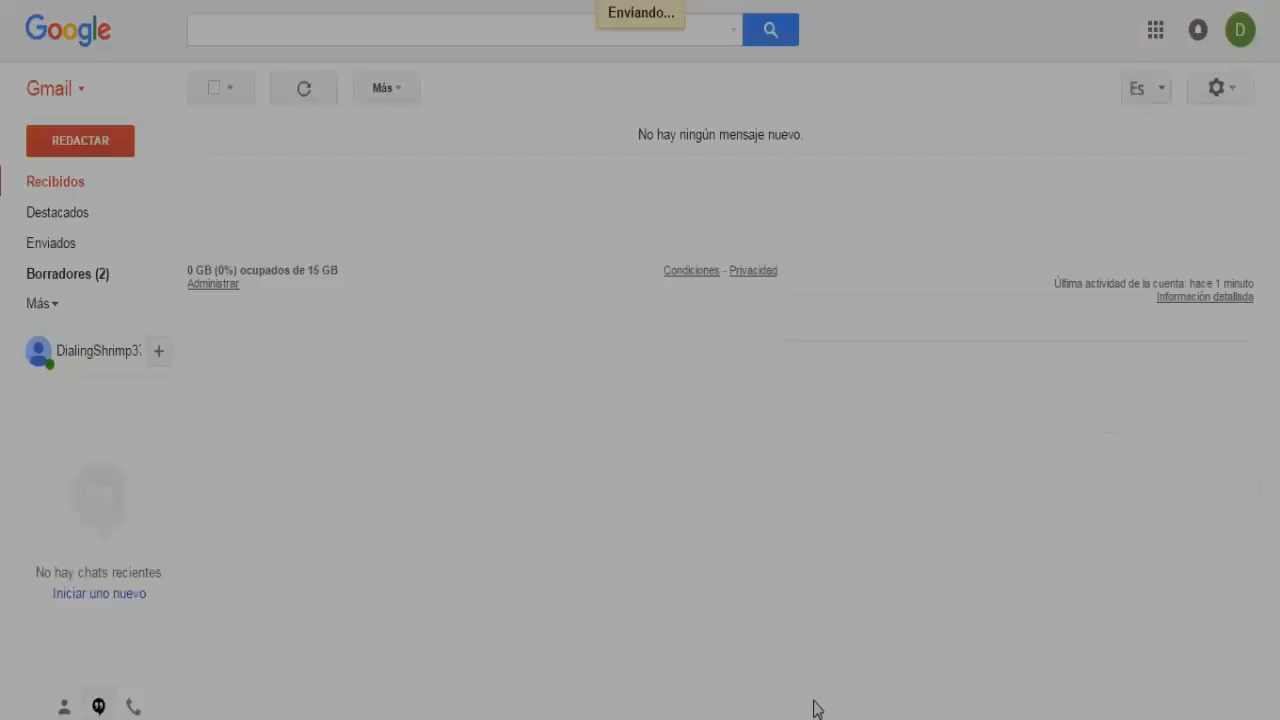 Enviando...
Google
D
Gmail
Más
Es
REDACTAR
No hay ningún mensaje nuevo.
Recibidos
Destacados
Enviados
Borradores (2)
Más
0 GB (0%) ocupados de 15 GB
Administrar
Condiciones - Privacidad
Última actividad de la cuenta: hace 1 minuto
Información detallada
DialingShrimp37
No hay chats recientes
Iniciar uno nuevo